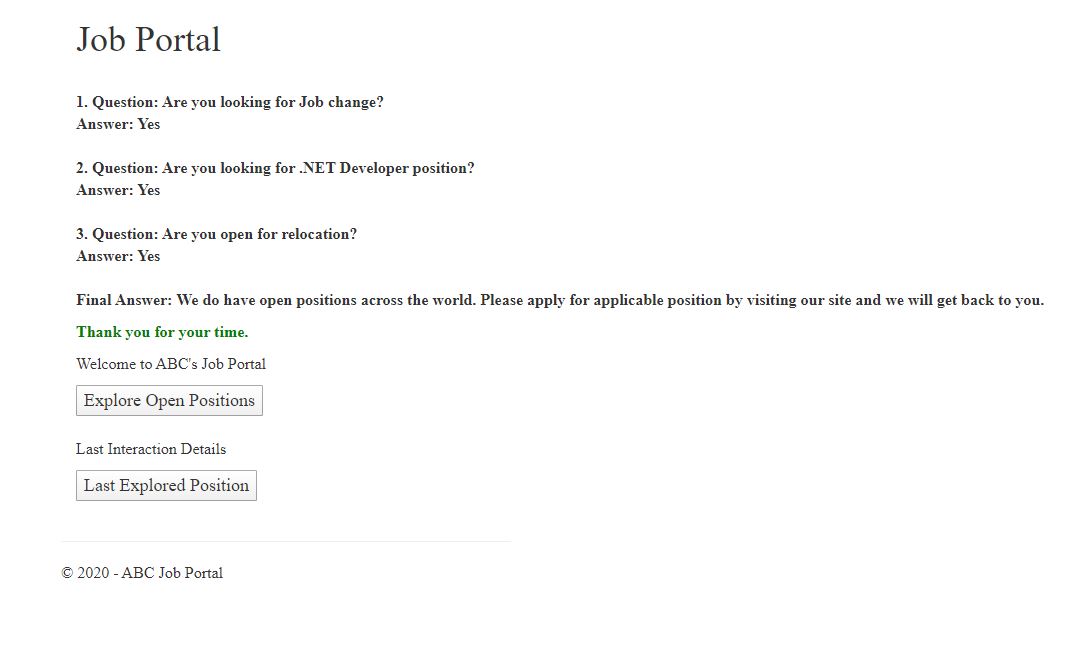 Job Portal
1. Question: Are you looking for Job change?
Answer: Yes
2. Question: Are you looking for .NET Developer position?
Answer: Yes
3. Question: Are you open for relocation?
Answer: Yes
Final Answer: We do have open positions across the world. Please apply for applicable position by visiting our site and we will get back to you.
Thank you for your time.
Welcome to ABC's Job Portal
Explore Open Positions
Last Interaction Details
Last Explored Position
© 2020 - ABC Job Portal